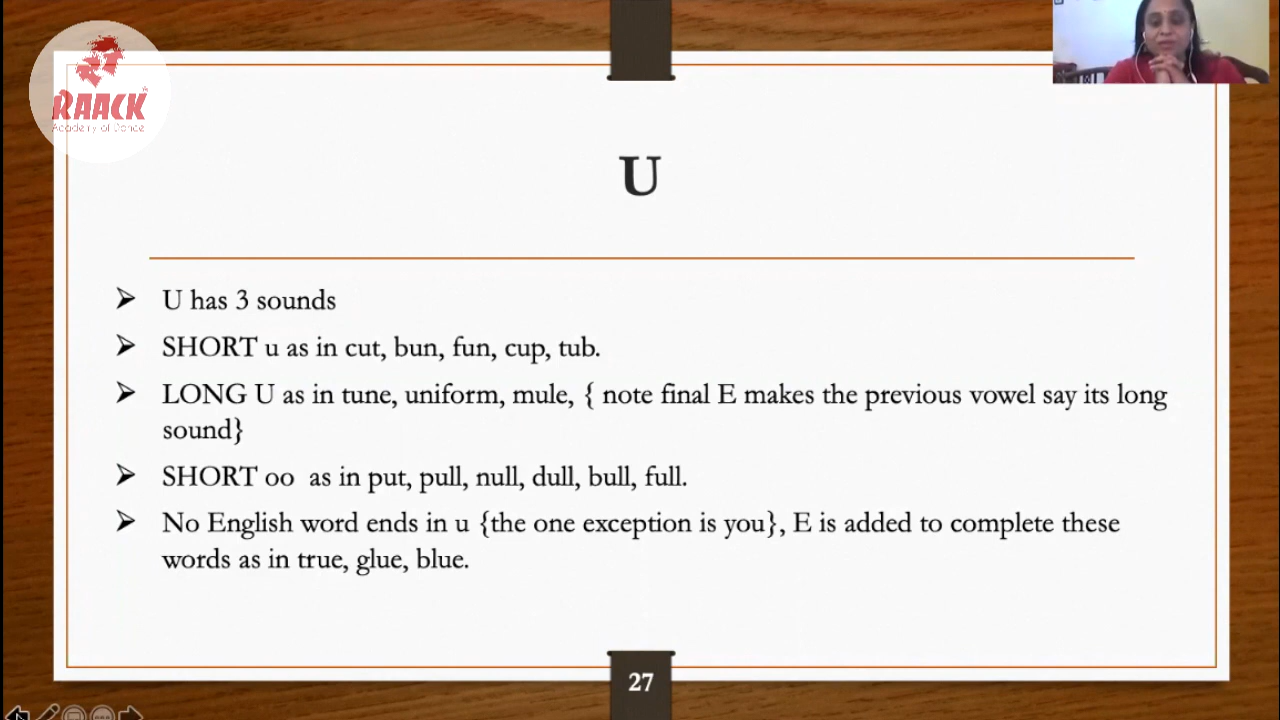 RAACK
Academy of Dance
U
U has 3 sounds
SHORT u as in cut, bun, fun, cup, tub.
LONG U as in tune, uniform, mule, { note final E makes the previous vowel say its long
sound}
SHORT oo as in put, pull, null, dull, bull, full.
No English word ends in u {the one exception is you}, E is added to complete these
words as in true, glue, blue.
27